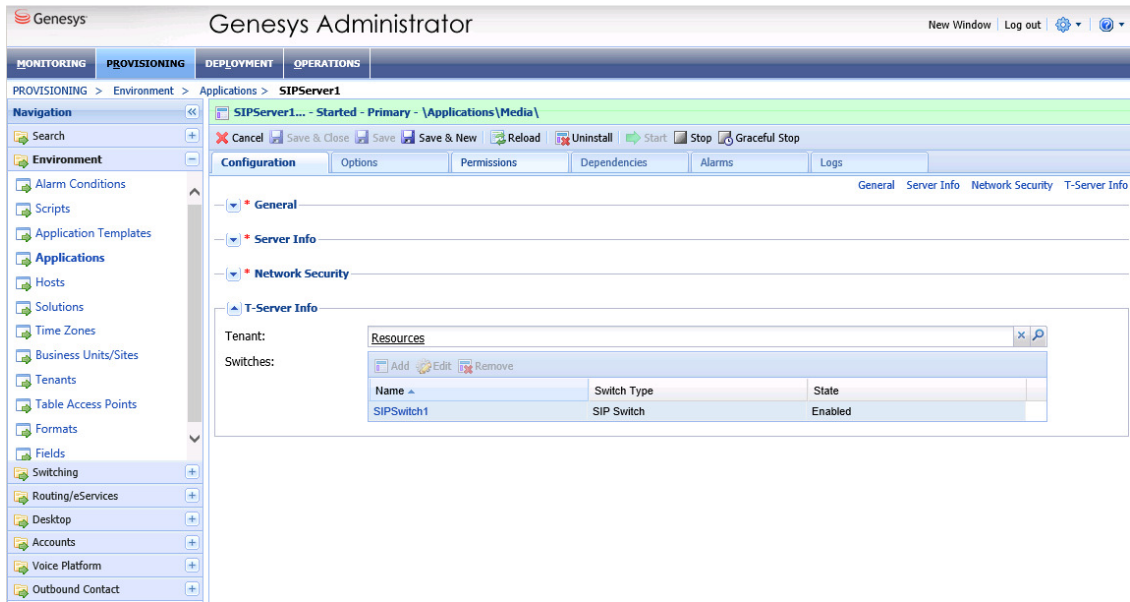 Genesys
Genesys Administrator
New Window Log out
MONITORING PROVISIONING DEPLOYMENT OPERATIONS
PROVISIONING > Environment > Applications > SIPServer1
Navigation
Search
Environment
Alarm Conditions
Scripts
Application Templates
Applications
Hosts
Solutions
Time Zones
Business Units/Sites
Tenants
Table Access Points
Formats
Fields
Switching
Routing/eServices
Desktop
Accounts
Voice Platform
Outbound Contact
SIPServer1... - Started - Primary - \Applications\Media\
Cancel Save & Close Save Save & New Reload Uninstall Start Stop Graceful Stop
Configuration Options Permissions Dependencies Alarms Logs
General Server Info Network Security T-Server Info
* General
* Server Info
* Network Security
T-Server Info
Tenant: Resources
Switches: Add Edit Remove
Name Switch Type State
SIPSwitch1 SIP Switch Enabled